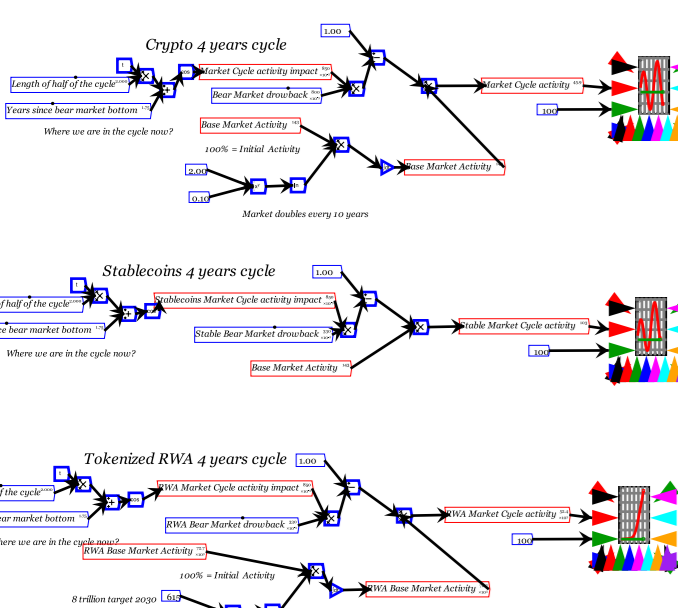 Crypto 4 years cycle
1.00
Market Cycle activity impact
Length of half of the cycle
Bear Market drowback
Market Cycle activity
Years since bear market bottom
100
Where we are in the cycle now?
Base Market Activity
100% = Initial Activity
2.00
Base Market Activity
0.10
Market doubles every 10 years
Stablecoins 4 years cycle
1.00
Stablecoins Market Cycle activity impact
half of the cycle
Stable Market Cycle activity
ce bear market bottom
Stable Bear Market drowback
100
Where we are in the cycle now?
Base Market Activity
Tokenized RWA 4 years cycle
1.00
RWA Market Cycle activity impact
f the cycle
RWA Market Cycle activity
ear market bottom
RWA Bear Market drowback
100
here we are in the cycle now?
RWA Base Market Activity
100% = Initial Activity
RWA Base Market Activity
8 trillion target 2030
615